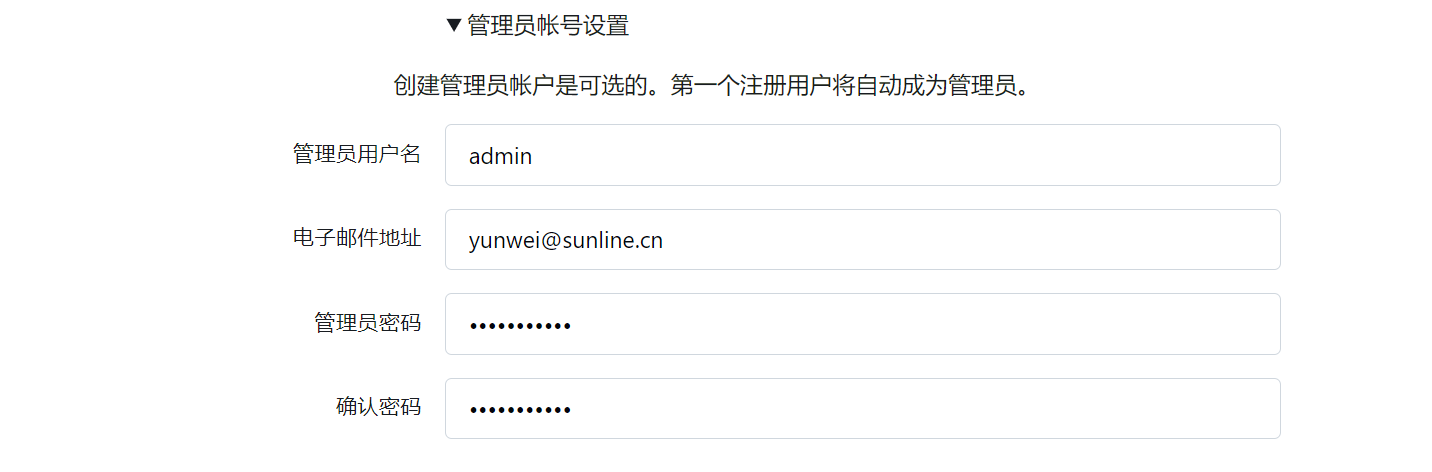 ▼ 管理员帐号设置
创建管理员帐户是可选的。第一个注册用户将自动成为管理员。
管理员用户名 admin
电子邮件地址 yunwei@sunline.cn
管理员密码 •••••••••••
确认密码 •••••••••••